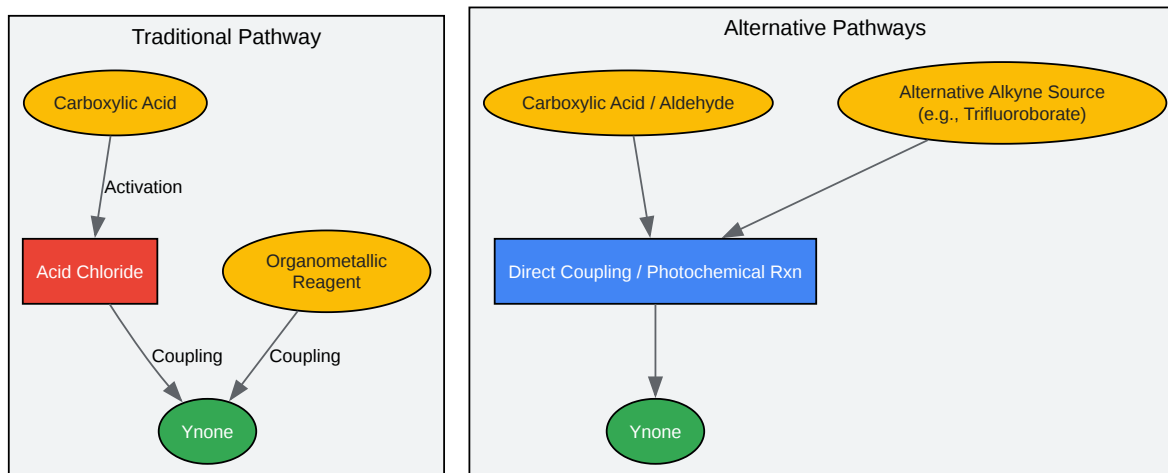 Traditional Pathway
Carboxylic Acid
Activation
Acid Chloride
Organometallic
Reagent
Coupling
Coupling
Ynone
Alternative Pathways
Carboxylic Acid / Aldehyde
Alternative Alkyne Source
(e.g., Trifluoroborate)
Direct Coupling / Photochemical Rxn
Ynone